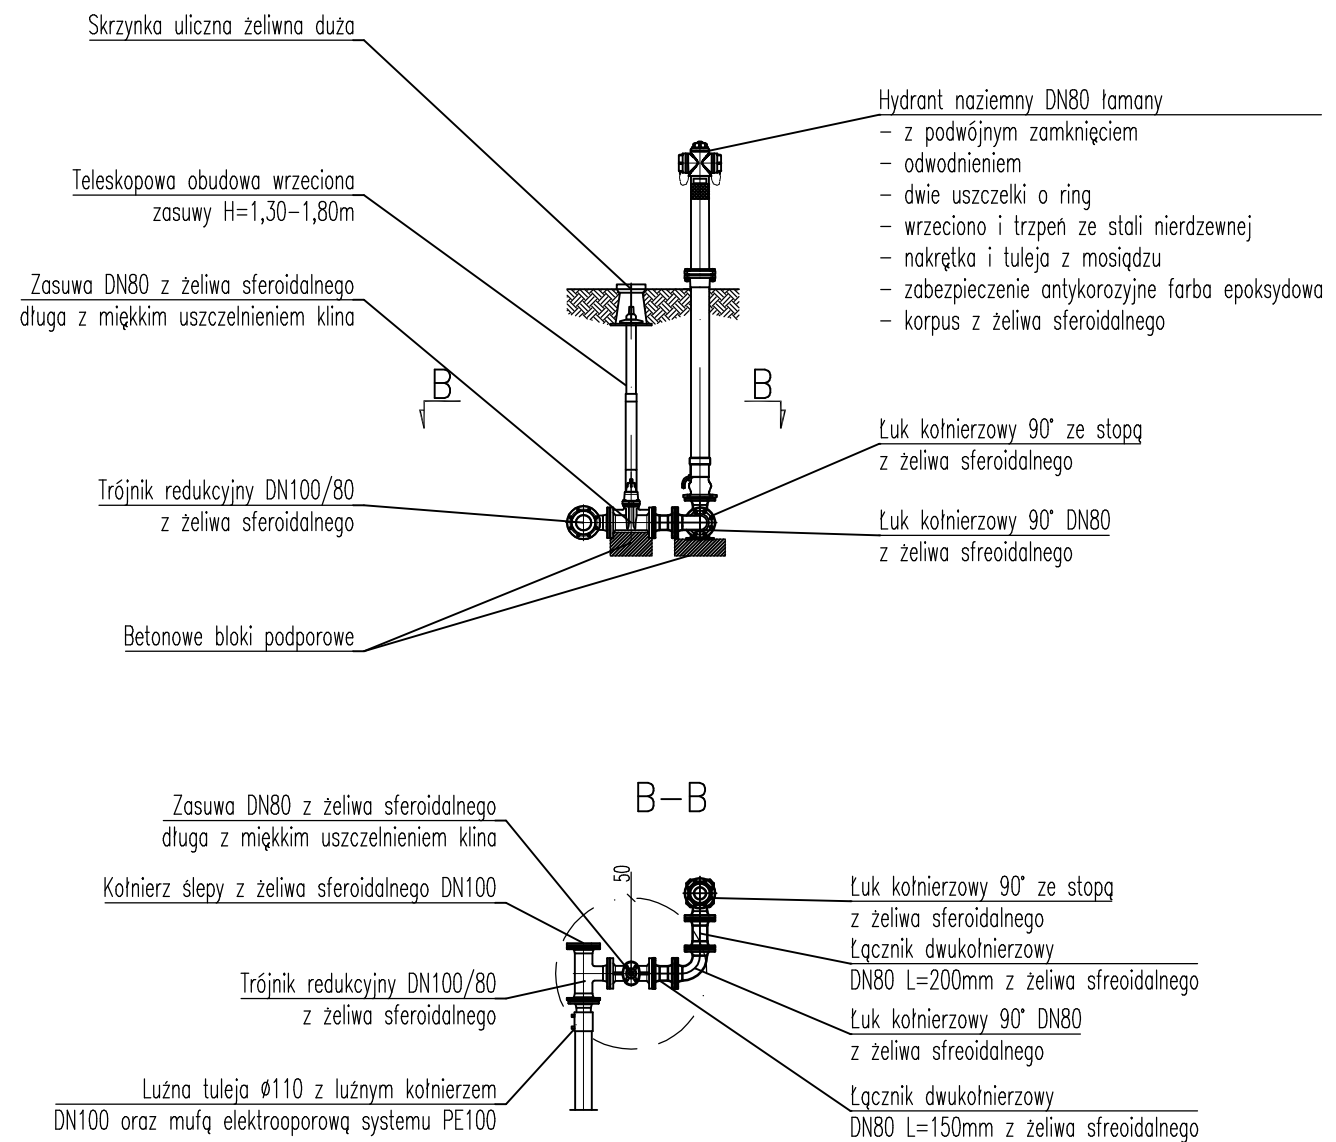 Skrzynka uliczna żeliwna duża
Teleskopowa obudowa wrzeciona
zasuwy H=1,30-1,80m
Zasuwa DN80 z żeliwa sferoidalnego
długa z miękkim uszczelnieniem klina
Trójnik redukcyjny DN100/80
z żeliwa sferoidalnego
Betonowe bloki podporowe
B
B
Hydrant naziemny DN80 łamany
- z podwójnym zamknięciem
- odwodnieniem
- dwie uszczelki o ring
- wrzeciono i trzpeń ze stali nierdzewnej
- nakrętka i tuleja z mosiądzu
- zabezpieczenie antykorozyjne farba epoksydowa
- korpus z żeliwa sferoidalnego
Łuk kołnierzowy 90° ze stopą
z żeliwa sferoidalnego
Łuk kołnierzowy 90° DN80
z żeliwa sfreoidalnego
B-B
Zasuwa DN80 z żeliwa sferoidalnego
długa z miękkim uszczelnieniem klina
Kołnierz ślepy z żeliwa sferoidalnego DN100
Trójnik redukcyjny DN100/80
z żeliwa sferoidalnego
Luźna tuleja Ø110 z luźnym kołnierzem
DN100 oraz mufą elektrooporową systemu PE100
50
Łuk kołnierzowy 90° ze stopą
z żeliwa sferoidalnego
Łącznik dwukołnierzowy
DN80 L=200mm z żeliwa sfreoidalnego
Łuk kołnierzowy 90° DN80
z żeliwa sfreoidalnego
Łącznik dwukołnierzowy
DN80 L=150mm z żeliwa sfreoidalnego